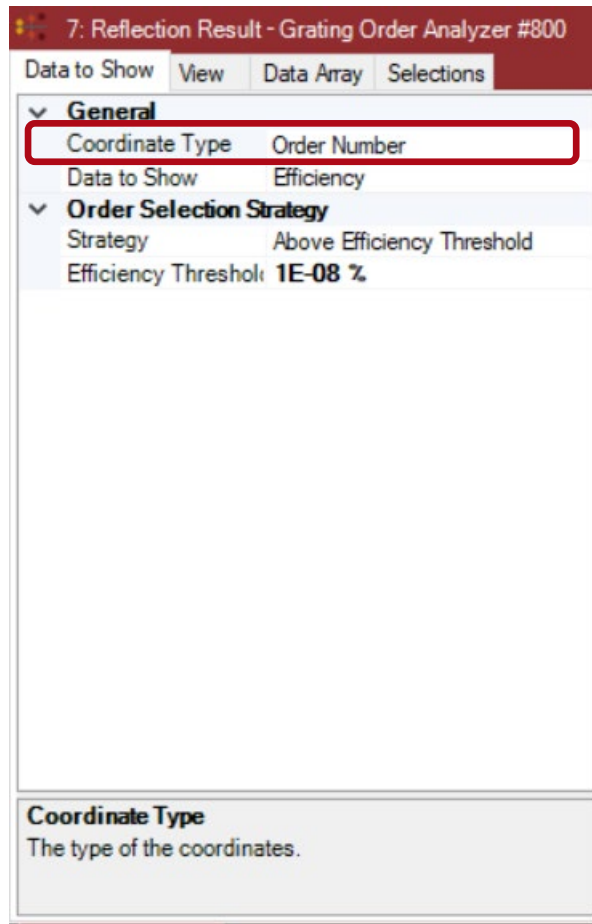 7: Reflection Result - Grating Order Analyzer #800
Data to Show View Data Array Selections
General
Coordinate Type Order Number
Data to Show Efficiency
Order Selection Strategy
Strategy Above Efficiency Threshold
Efficiency Threshol 1E-08 %
Coordinate Type
The type of the coordinates.